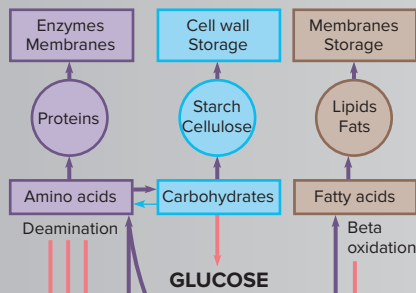 Enzymes
Membranes
Cell wall
Storage
Membranes
Storage
Proteins
Starch
Cellulose
Lipids
Fats
Amino acids
Carbohydrates
Fatty acids
Deamination
Beta
oxidation
GLUCOSE